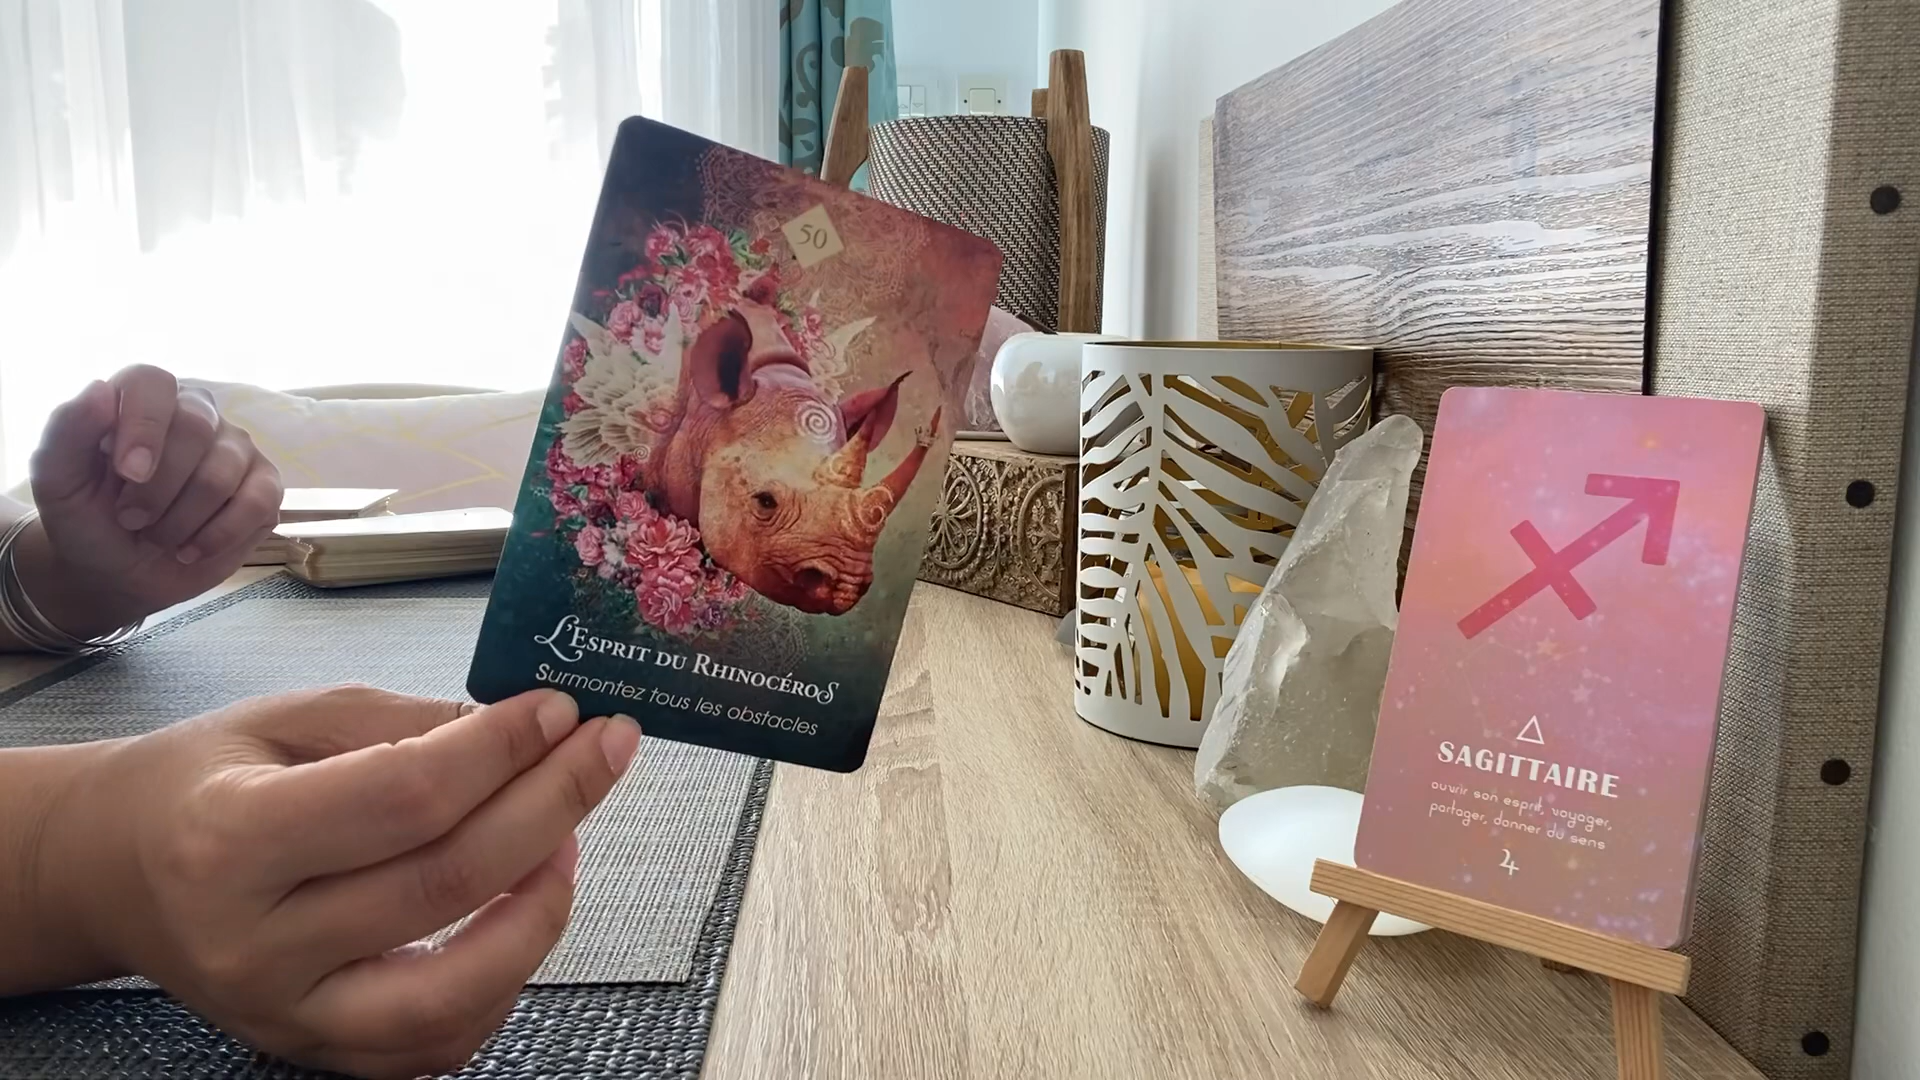 50
L'Esprit du Rhinocéros
Surmontez tous les obstacles
SAGITTAIRE
ouvrir son esprit, voyager,
partager, donner du sens